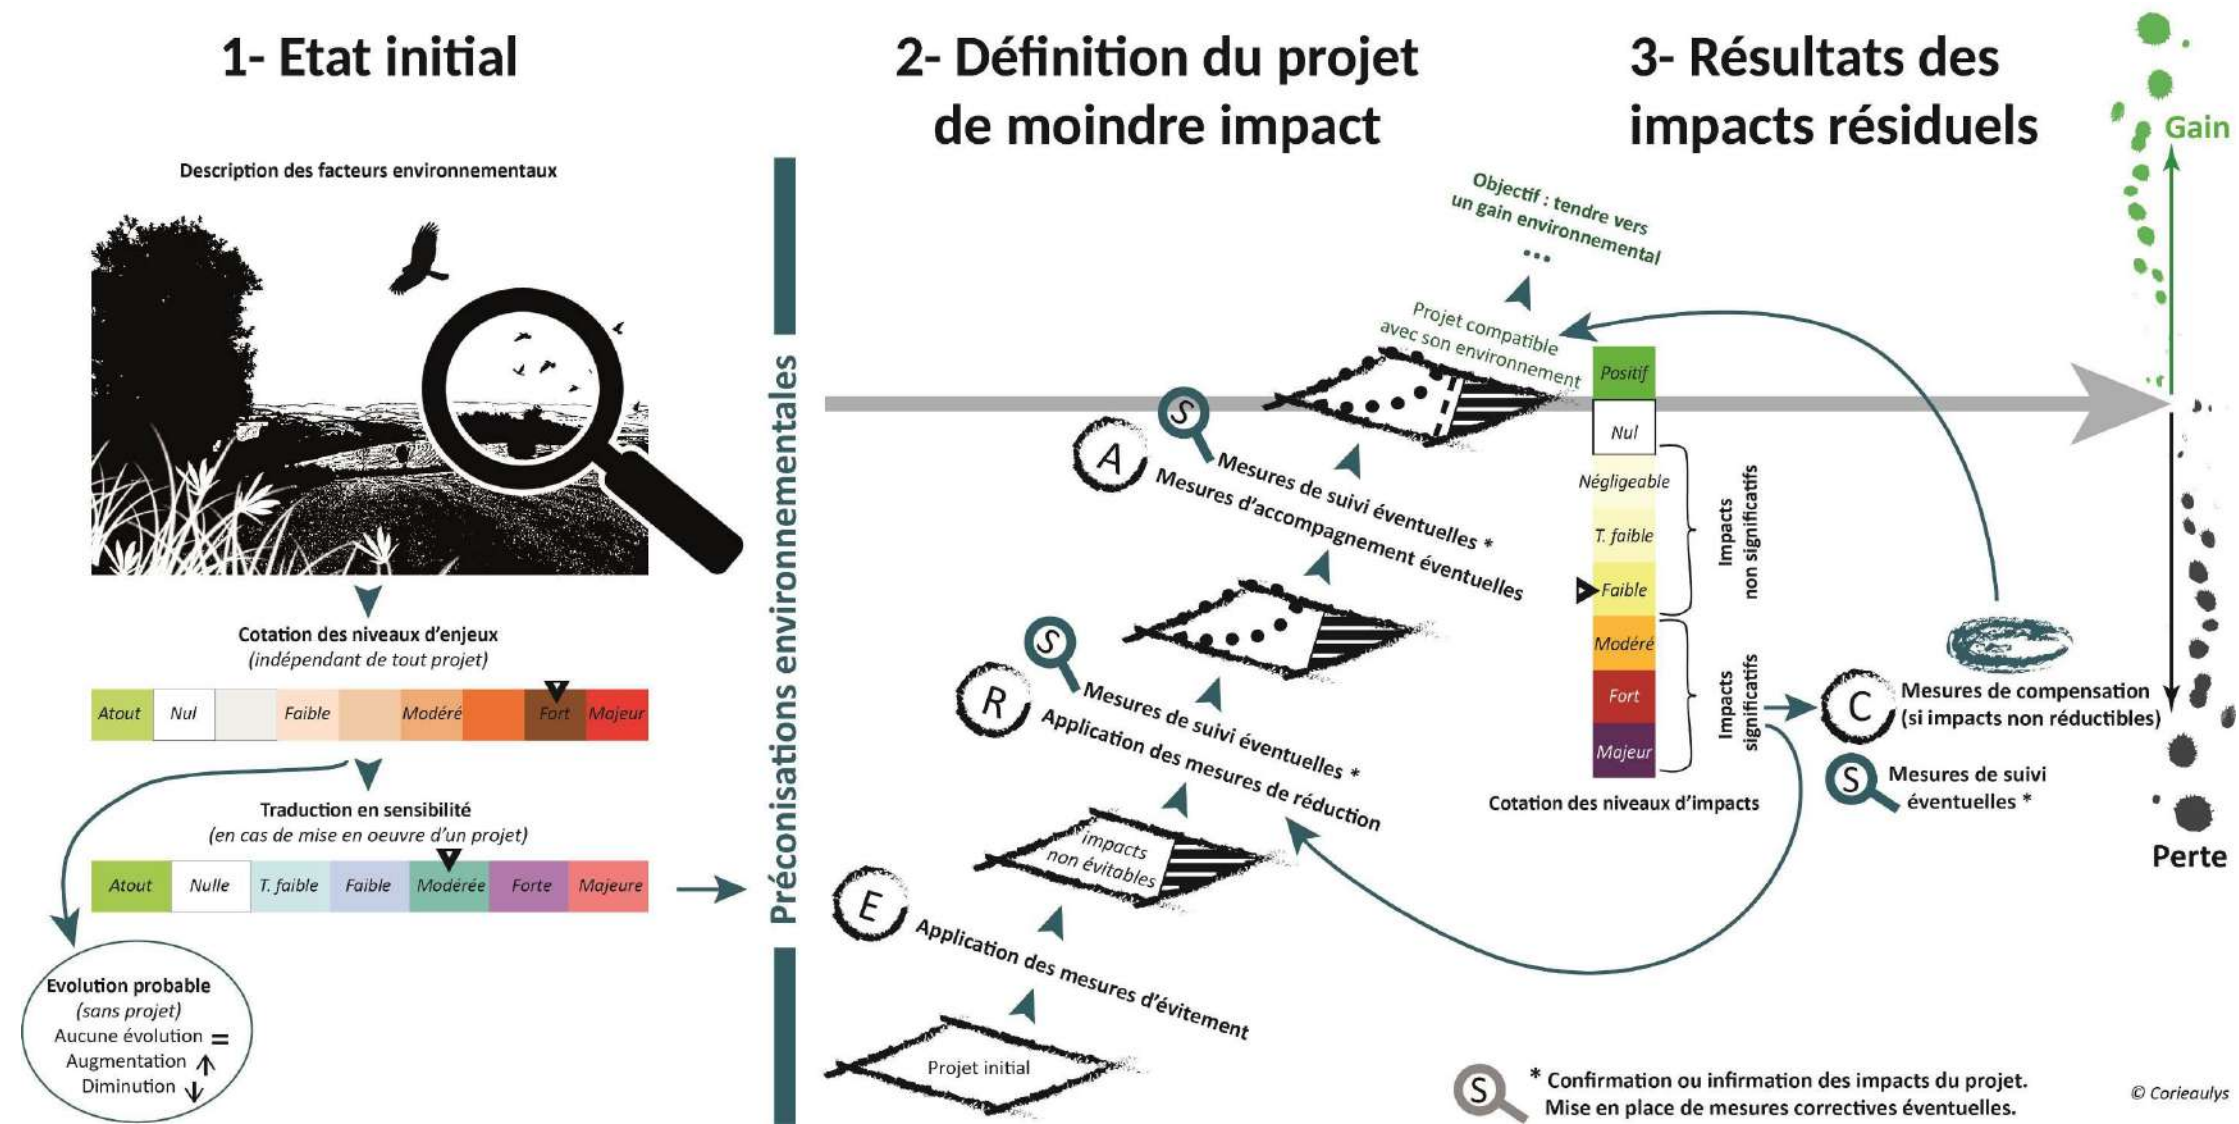 1- Etat initial
Description des facteurs environnementaux
Cotation des niveaux d'enjeux
(indépendant de tout projet)
Atout Nul Faible Modéré Fort Majeur
Traduction en sensibilité
(en cas de mise en oeuvre d'un projet)
Atout Nulle T. faible Faible Modérée Forte Majeure
Evolution probable
(sans projet)
Aucune évolution =
Augmentation ↑
Diminution ↓
Préconisations environnementales
2- Définition du projet
de moindre impact
Objectif : tendre vers
un gain environnemental
...
Projet compatible
avec son environnement
S
A
Mesures de suivi éventuelles *
Mesures d'accompagnement éventuelles
S
R
Mesures de suivi éventuelles *
Application des mesures de réduction
impacts
non évitables
E
Application des mesures d'évitement
Projet initial
3- Résultats des
impacts résiduels
Positif
Nul
Négligeable
T. faible
Faible
Modéré
Fort
Majeur
Impacts
non significatifs
Impacts
significatifs
Cotation des niveaux d'impacts
C
Mesures de compensation
(si impacts non réductibles)
S
Mesures de suivi
éventuelles *
Gain
Perte
S
* Confirmation ou infirmation des impacts du projet.
Mise en place de mesures correctives éventuelles.
© Corieaulys